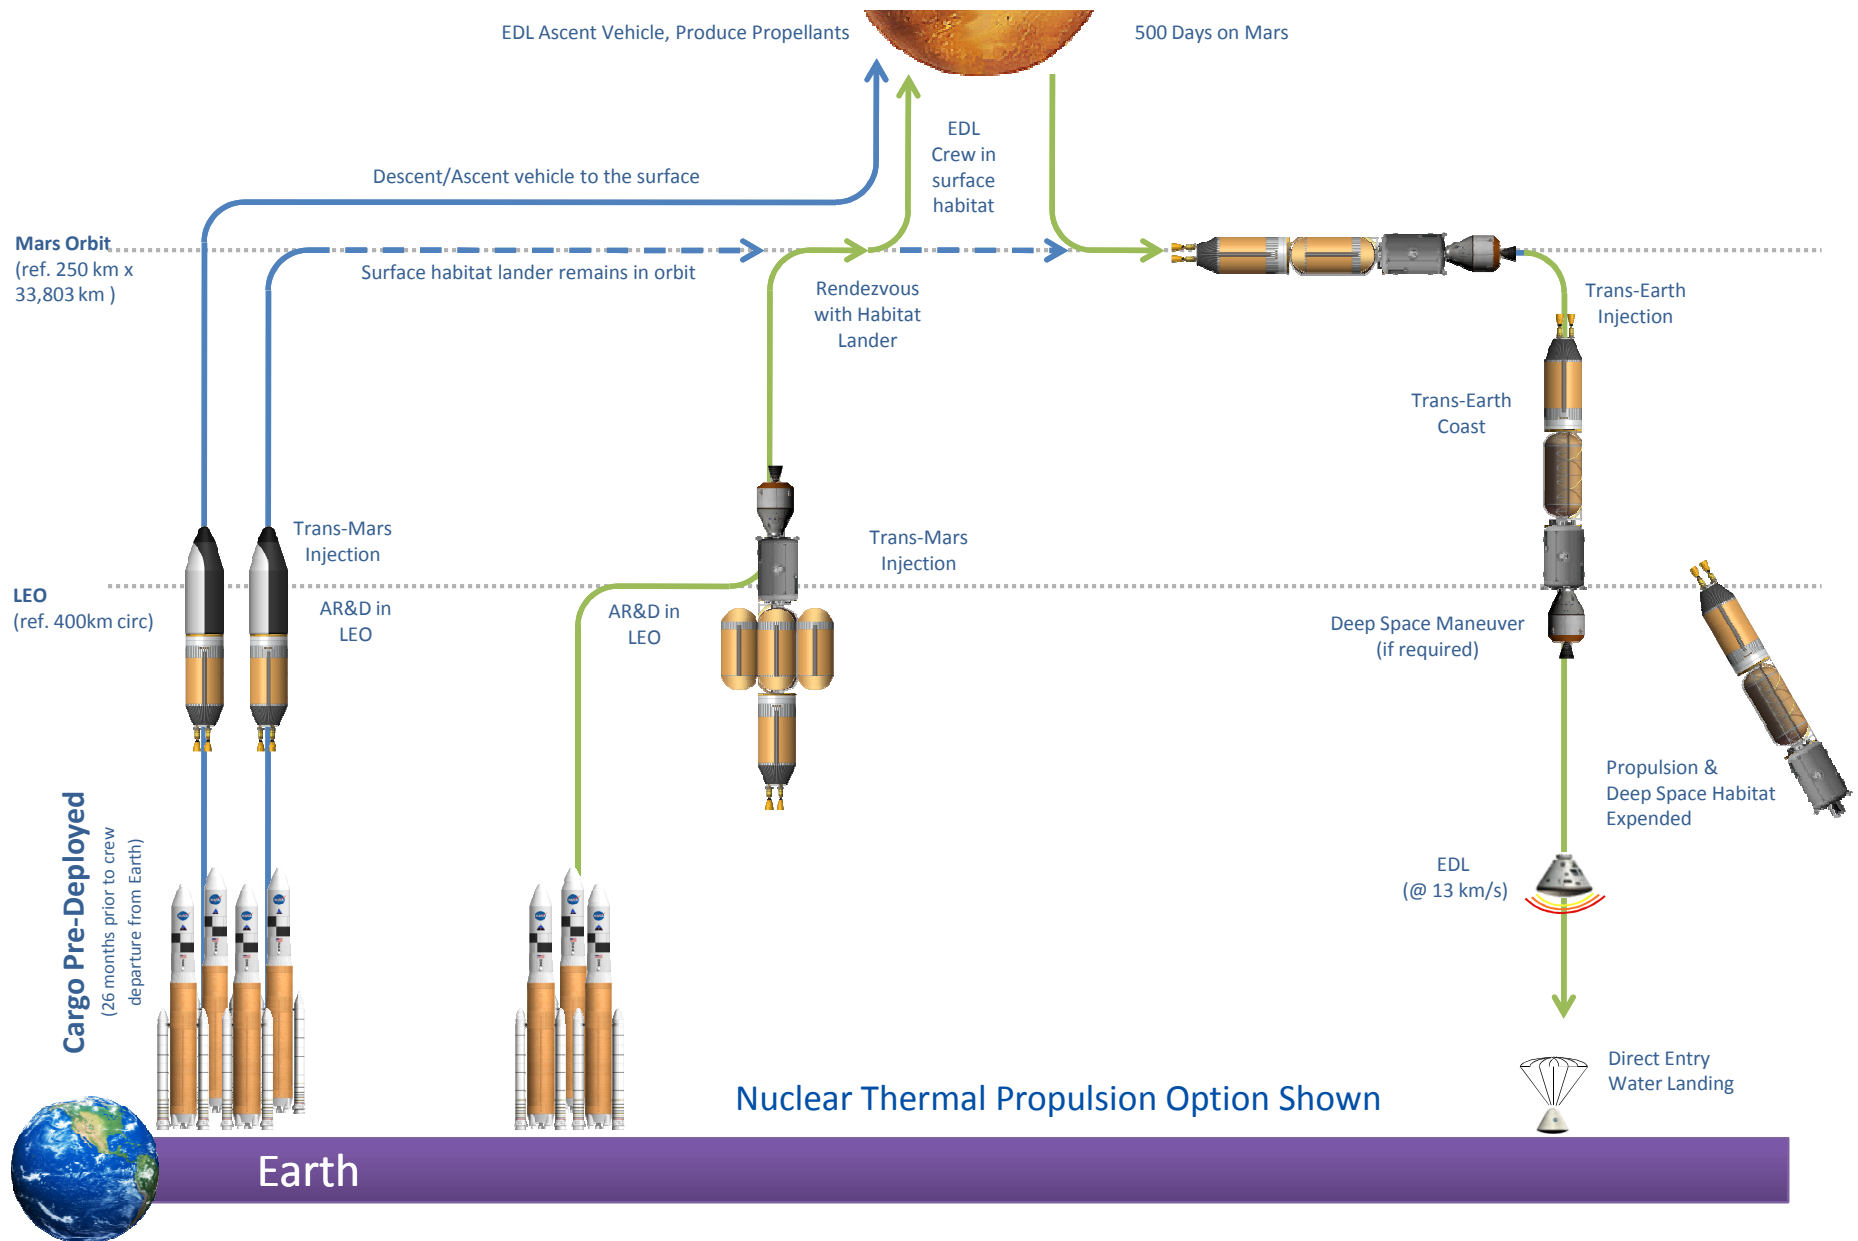 EDL Ascent Vehicle, Produce Propellants
500 Days on Mars
EDL
Crew in
surface
habitat
Descent/Ascent vehicle to the surface
Mars Orbit
(ref. 250 km x
33,803 km )
Surface habitat lander remains in orbit
Rendezvous
with Habitat
Lander
Trans-Earth
Injection
Trans-Earth
Coast
Trans-Mars
Injection
Trans-Mars
Injection
LEO
(ref. 400km circ)
AR&D in
LEO
AR&D in
LEO
Deep Space Maneuver
(if required)
Propulsion &
Deep Space Habitat
Expended
Cargo Pre-Deployed
(26 months prior to crew
departure from Earth)
EDL
(@ 13 km/s)
Direct Entry
Water Landing
Nuclear Thermal Propulsion Option Shown
Earth